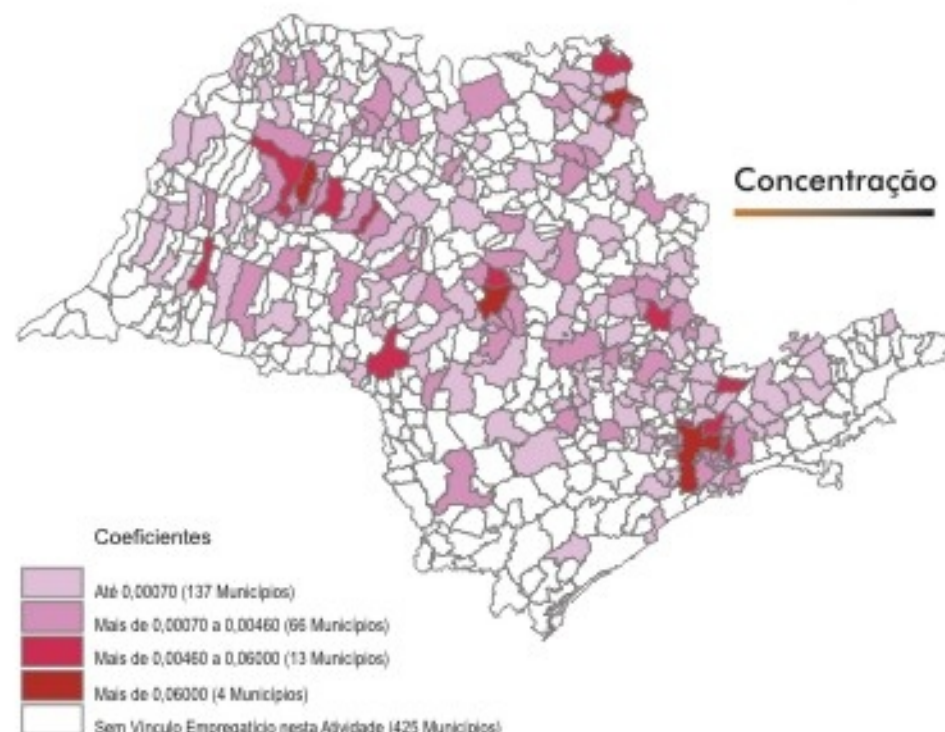 Concentração
Coeficientes
Até 0,00070 (137 Municípios)
Mais de 0,00070 a 0,00460 (66 Municípios)
Mais de 0,00460 a 0,06000 (13 Municípios)
Mais de 0,06000 (4 Municípios)
Sem Vínculo Empregatício nesta Atividade (425 Municípios)